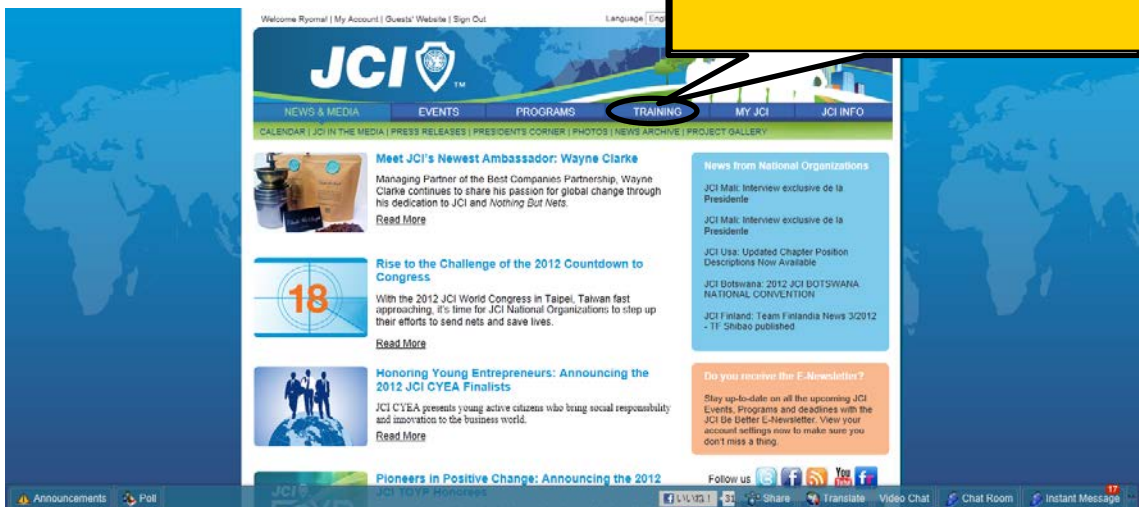 Welcome Ryoma! | My Account | Guests' Website | Sign Out
Language
JCI
TM
NEWS & MEDIA EVENTS PROGRAMS TRAINING MY JCI JCI INFO
CALENDAR | JCI IN THE MEDIA | PRESS RELEASES | PRESIDENTS CORNER | PHOTOS | NEWS ARCHIVE | PROJECT GALLERY
Meet JCI's Newest Ambassador: Wayne Clarke
Managing Partner of the Best Companies Partnership, Wayne
Clarke continues to share his passion for global change through
his dedication to JCI and Nothing But Nets.
Read More
18
Rise to the Challenge of the 2012 Countdown to
Congress
With the 2012 JCI World Congress in Taipei, Taiwan fast
approaching, it's time for JCI National Organizations to step up
their efforts to send nets and save lives.
Read More
Honoring Young Entrepreneurs: Announcing the
2012 JCI CYEA Finalists
JCI CYEA presents young active citizens who bring social responsibility
and innovation to the business world.
Read More
Pioneers in Positive Change: Announcing the 2012
JCI TOYP Honorees
JCI
News from National Organizations
JCI Mali: Interview exclusive de la
Presidente
JCI Mali: Interview exclusive de la
Presidente
JCI Usa: Updated Chapter Position
Descriptions Now Available
JCI Botswana: 2012 JCI BOTSWANA
NATIONAL CONVENTION
JCI Finland: Team Finlandia News 3/2012
- TF Shibao published
Do you receive the E-Newsletter?
Stay up-to-date on all the upcoming JCI
Events, Programs and deadlines with the
JCI Be Better E-Newsletter. View your
account settings now to make sure you
don't miss a thing.
Follow us
You
Announcements Poll いいね! 31 Share Translate Video Chat Chat Room Instant Message 17